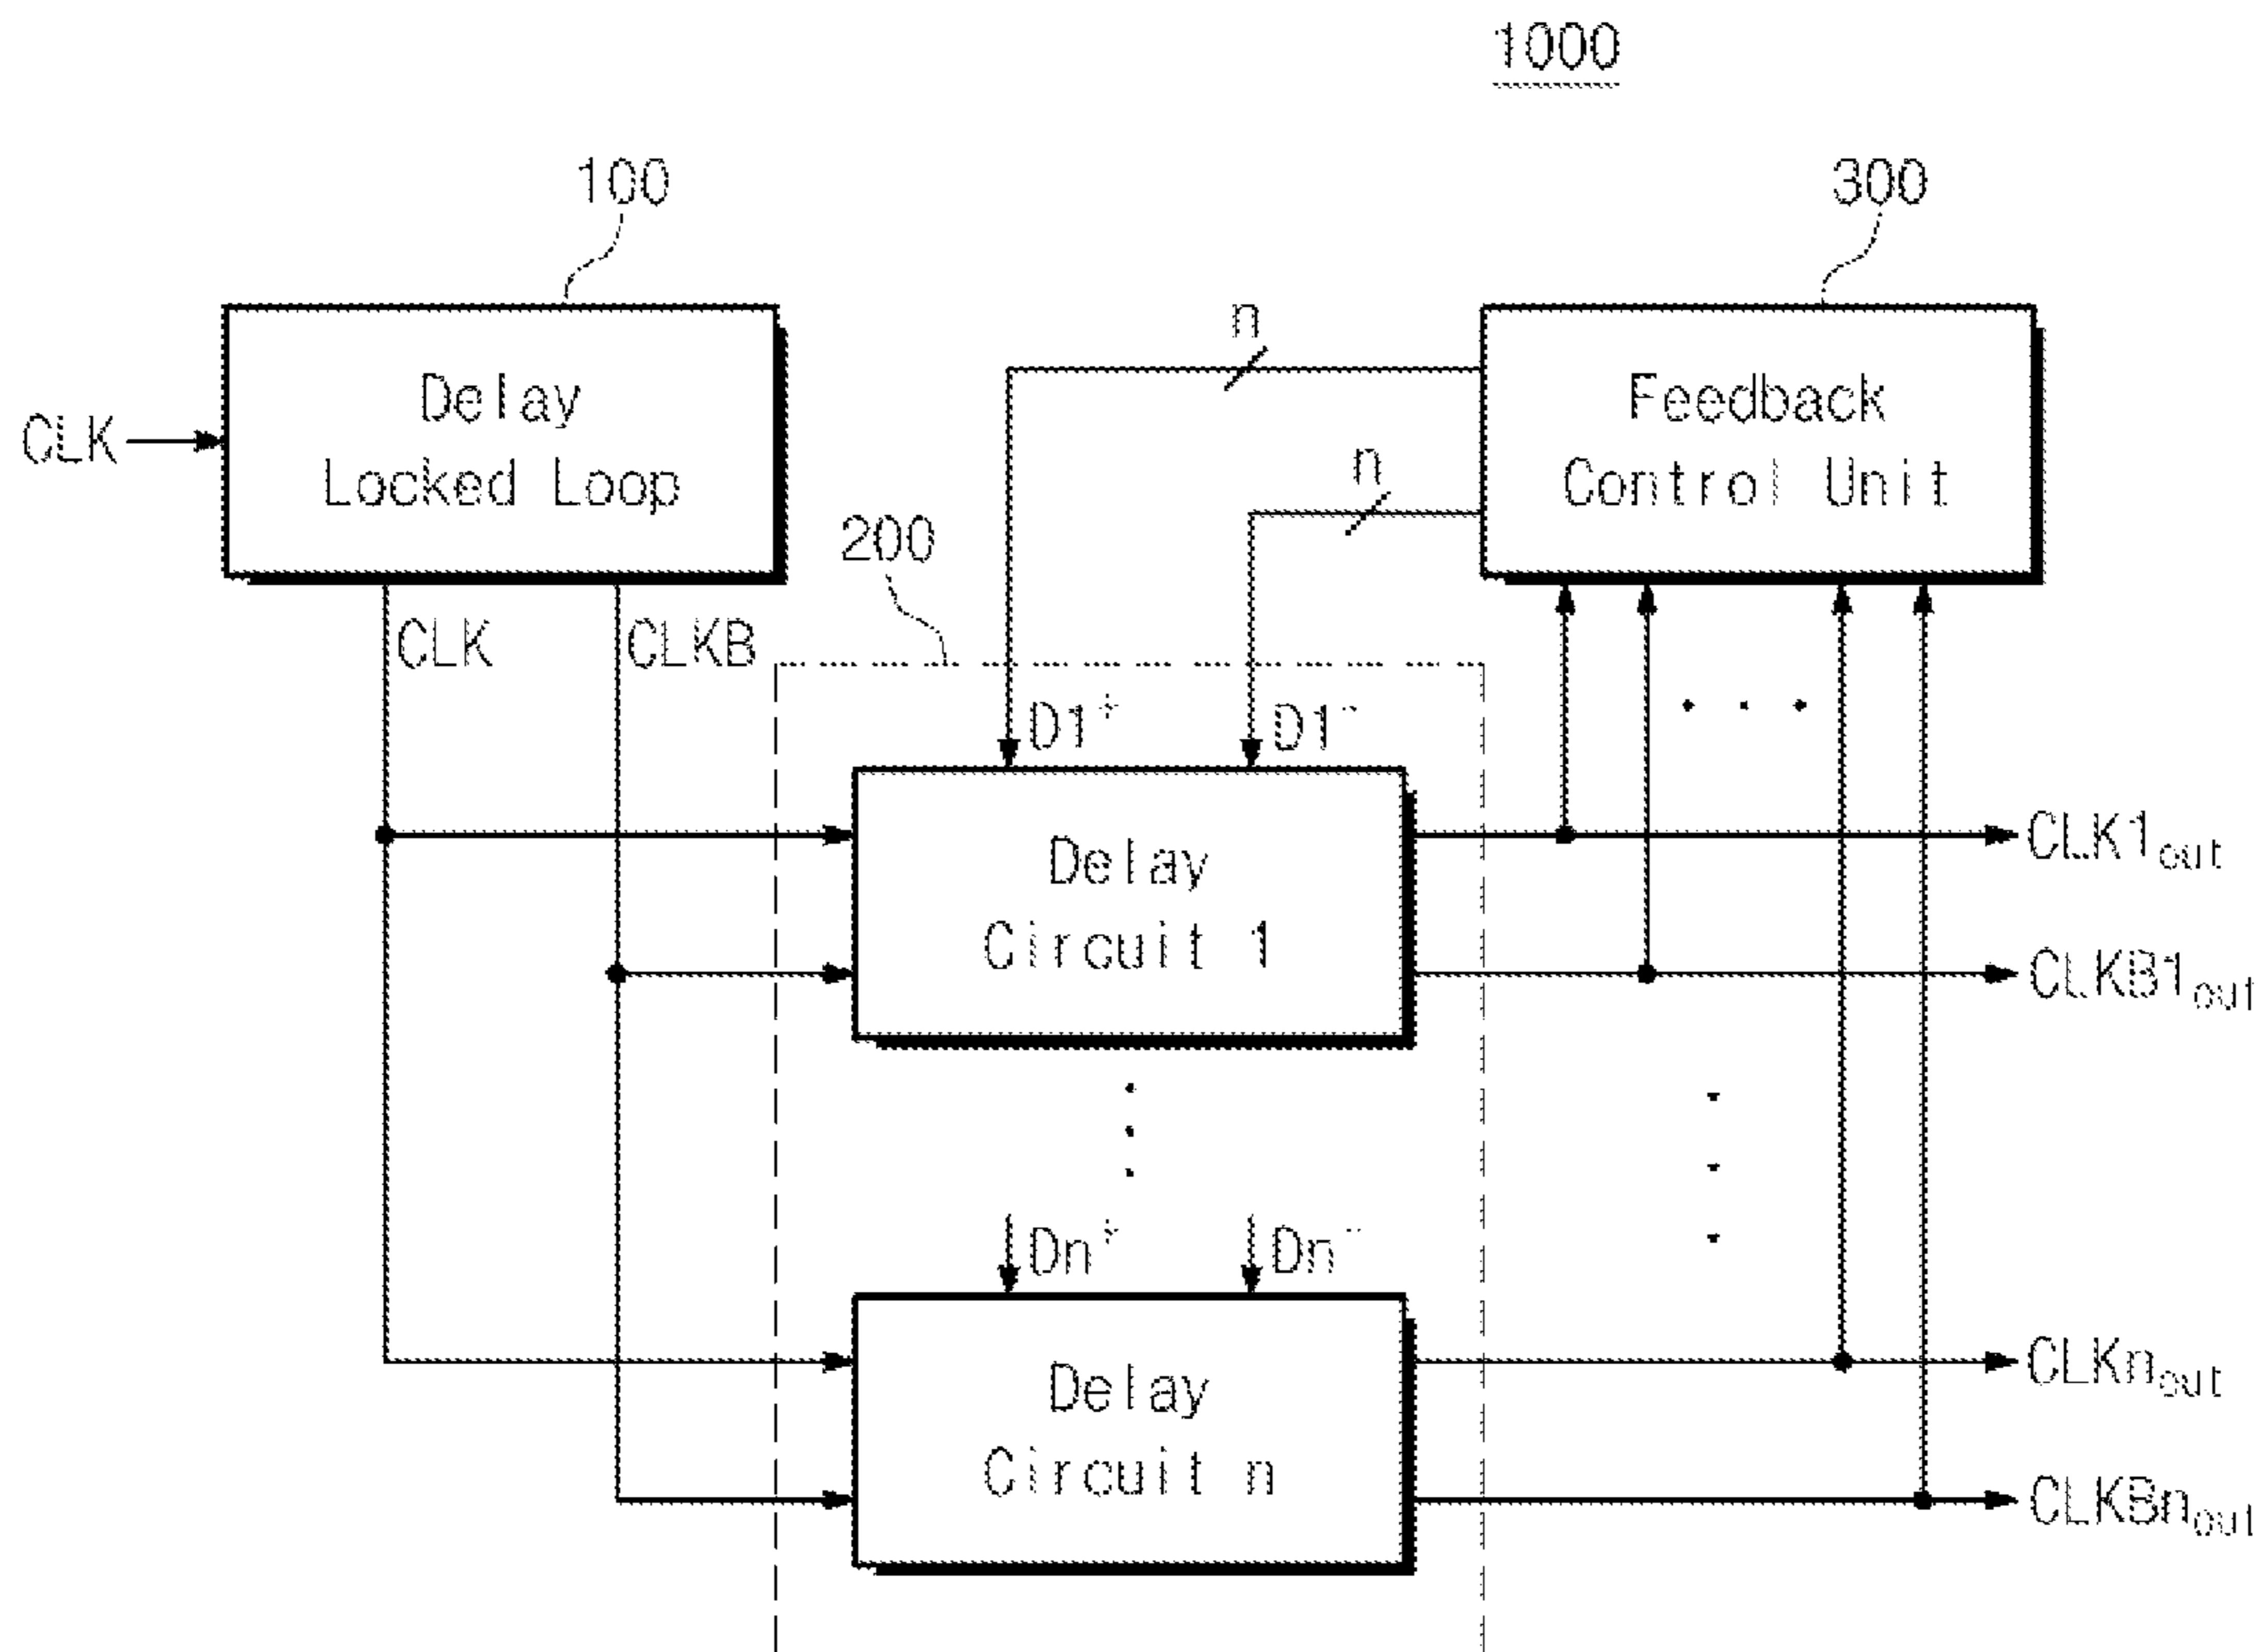 1000
100
300
Delay
Locked Loop
n
Feedback
Control Unit
CLK
n
200
CLK
CLKB
D1⁺
D1⁻
Delay
Circuit 1
CLK1out
CLKB1out
Dn⁺
Dn⁻
Delay
Circuit n
CLKnout
CLKBnout